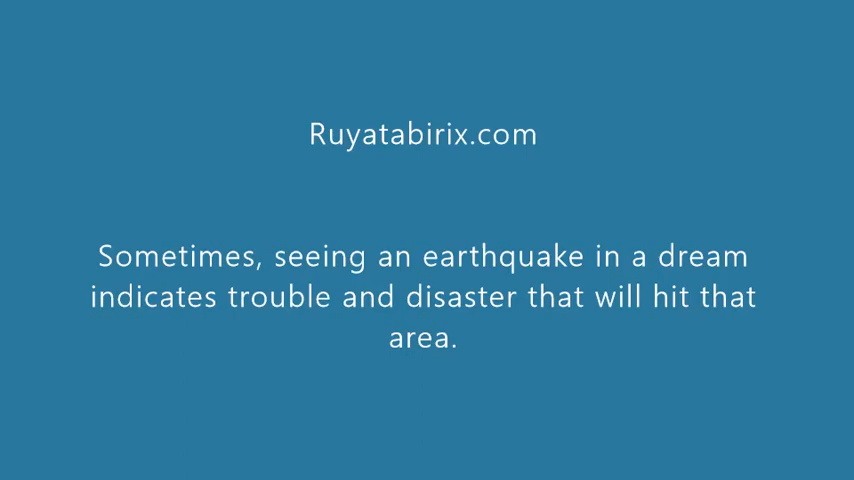 Ruyatabirix.com
Sometimes, seeing an earthquake in a dream
indicates trouble and disaster that will hit that
area.